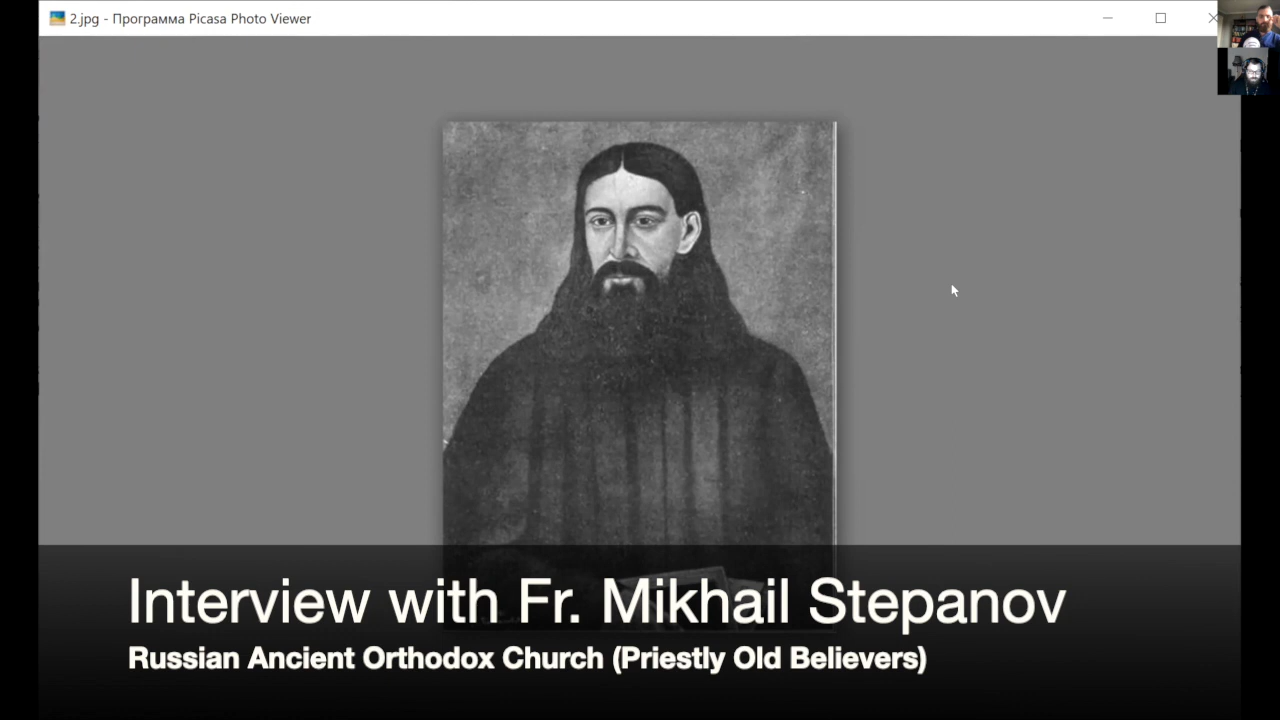 2.jpg - Программа Picasa Photo Viewer
Interview with Fr. Mikhail Stepanov
Russian Ancient Orthodox Church (Priestly Old Believers)